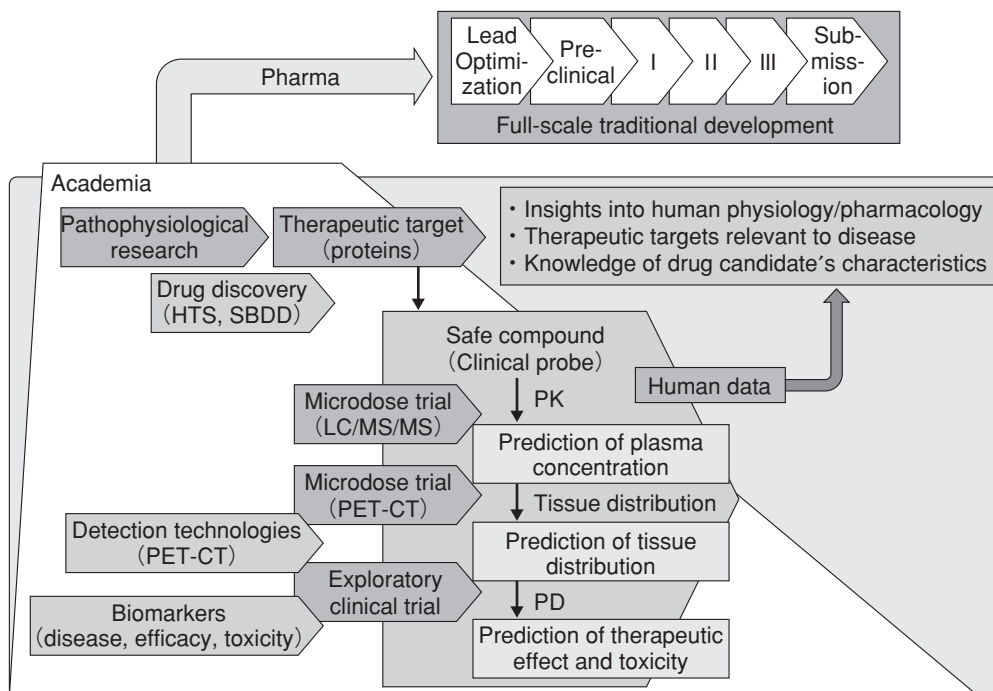 Lead
Optimi-
zation
Pre-
clinical
I
II
III
Sub-
miss-
ion
Pharma
Full-scale traditional development
Academia
Pathophysiological
research
Therapeutic target
(proteins)
・Insights into human physiology/pharmacology
・Therapeutic targets relevant to disease
・Knowledge of drug candidate′s characteristics
Drug discovery
(HTS, SBDD)
Safe compound
(Clinical probe)
Human data
PK
Microdose trial
(LC/MS/MS)
Prediction of plasma
concentration
Microdose trial
(PET-CT)
Tissue distribution
Detection technologies
(PET-CT)
Prediction of tissue
distribution
Exploratory
clinical trial
PD
Biomarkers
(disease, efficacy, toxicity)
Prediction of therapeutic
effect and toxicity